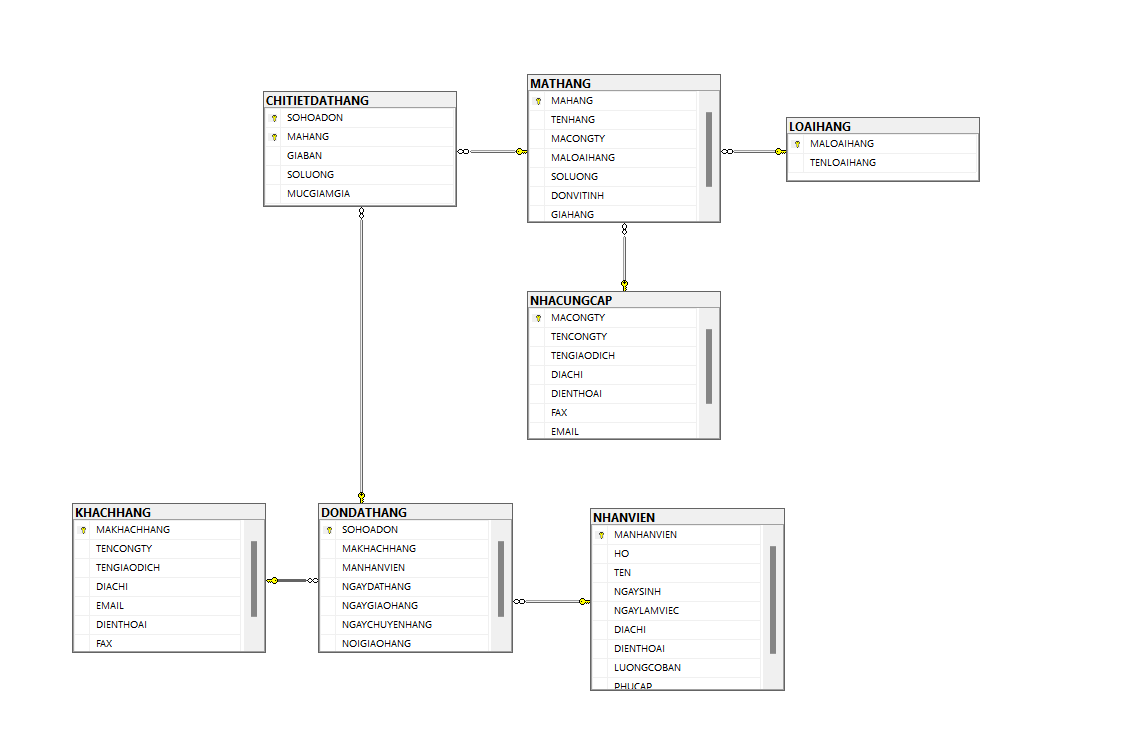 CHITIETDATHANG
SOHOADON
MAHANG
GIABAN
SOLUONG
MUCGIAMGIA
MATHANG
MAHANG
TENHANG
MACONGTY
MALOAIHANG
SOLUONG
DONVITINH
GIAHANG
LOAIHANG
MALOAIHANG
TENLOAIHANG
NHACUNGCAP
MACONGTY
TENCONGTY
TENGIAODICH
DIACHI
DIENTHOAI
FAX
EMAIL
KHACHHANG
MAKHACHHANG
TENCONGTY
TENGIAODICH
DIACHI
EMAIL
DIENTHOAI
FAX
DONDATHANG
SOHOADON
MAKHACHHANG
MANHANVIEN
NGAYDATHANG
NGAYGIAOHANG
NGAYCHUYENHANG
NOIGIAOHANG
NHANVIEN
MANHANVIEN
HO
TEN
NGAYSINH
NGAYLAMVIEC
DIACHI
DIENTHOAI
LUONGCOBAN
PHUCAP